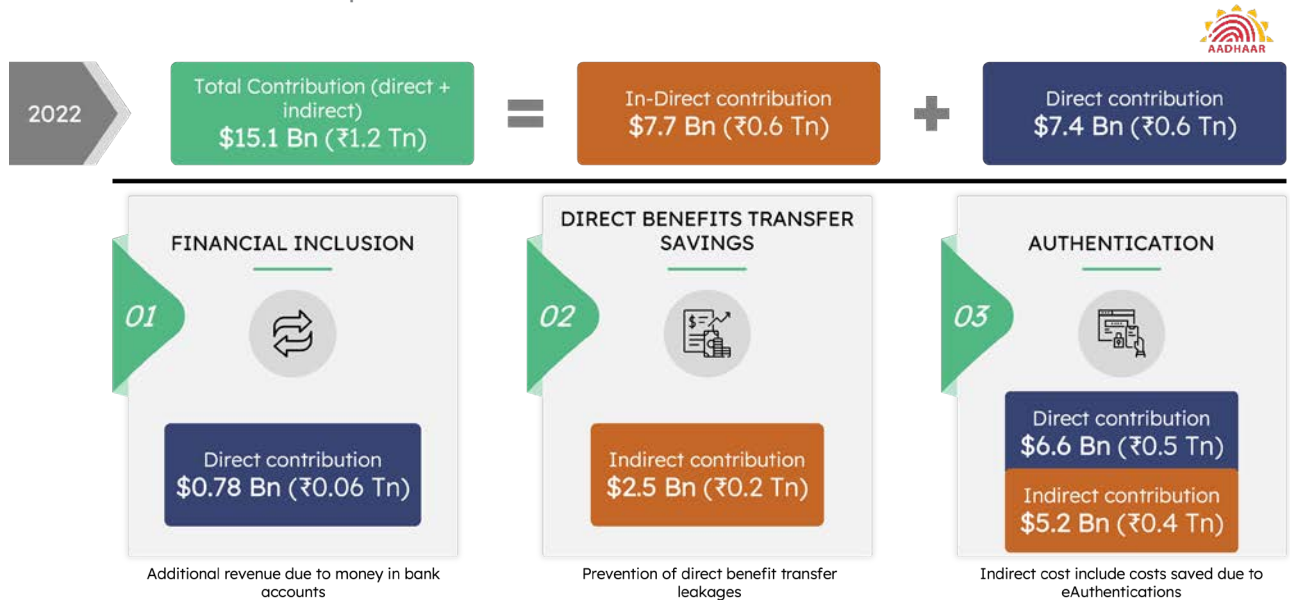 AADHAAR
2022
Total Contribution (direct +
indirect)
$15.1 Bn (₹1.2 Tn)
=
In-Direct contribution
$7.7 Bn (₹0.6 Tn)
+
Direct contribution
$7.4 Bn (₹0.6 Tn)
01
FINANCIAL INCLUSION
Direct contribution
$0.78 Bn (₹0.06 Tn)
Additional revenue due to money in bank
accounts
02
DIRECT BENEFITS TRANSFER
SAVINGS
Indirect contribution
$2.5 Bn (₹0.2 Tn)
Prevention of direct benefit transfer
leakages
03
AUTHENTICATION
Direct contribution
$6.6 Bn (₹0.5 Tn)
Indirect contribution
$5.2 Bn (₹0.4 Tn)
Indirect cost include costs saved due to
eAuthentications